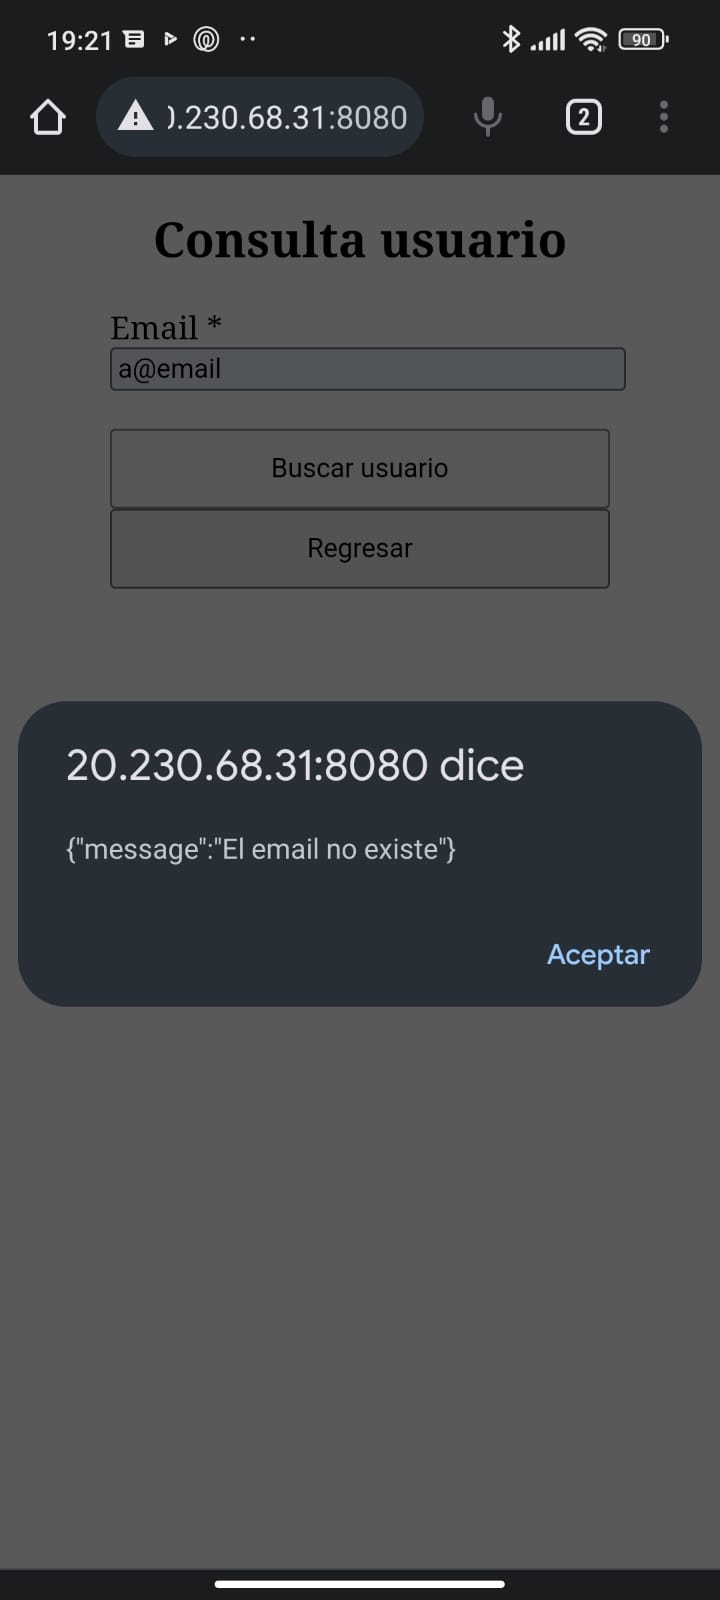 19:21
90
).230.68.31:8080
2
Consulta usuario
Email *
a@email
Buscar usuario
Regresar
20.230.68.31:8080 dice
{"message":"El email no existe"}
Aceptar